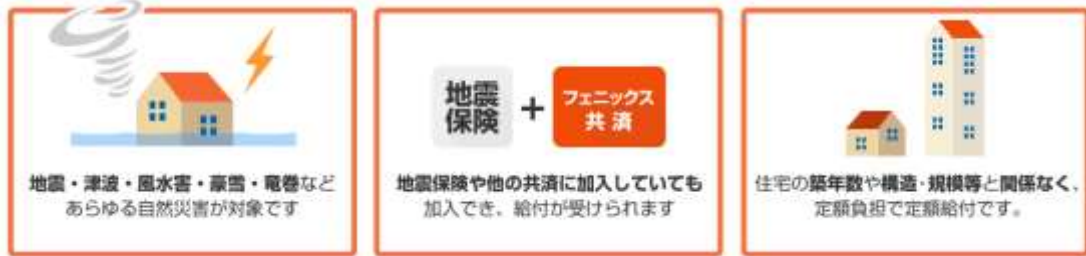 地震・津波・風水害・豪雪・竜巻など
あらゆる自然災害が対象です
地震
保険
+
フェニックス
共済
地震保険や他の共済に加入していても
加入でき、給付が受けられます
住宅の築年数や構造・規模等と関係なく、
定額負担で定額給付です。